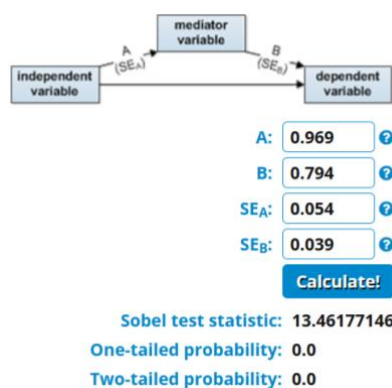 mediator
variable
A
(SEA)
B
(SEB)
independent
variable
dependent
variable
A: 0.969 ?
B: 0.794 ?
SEA: 0.054 ?
SEB: 0.039 ?
Calculate!
Sobel test statistic: 13.46177146
One-tailed probability: 0.0
Two-tailed probability: 0.0